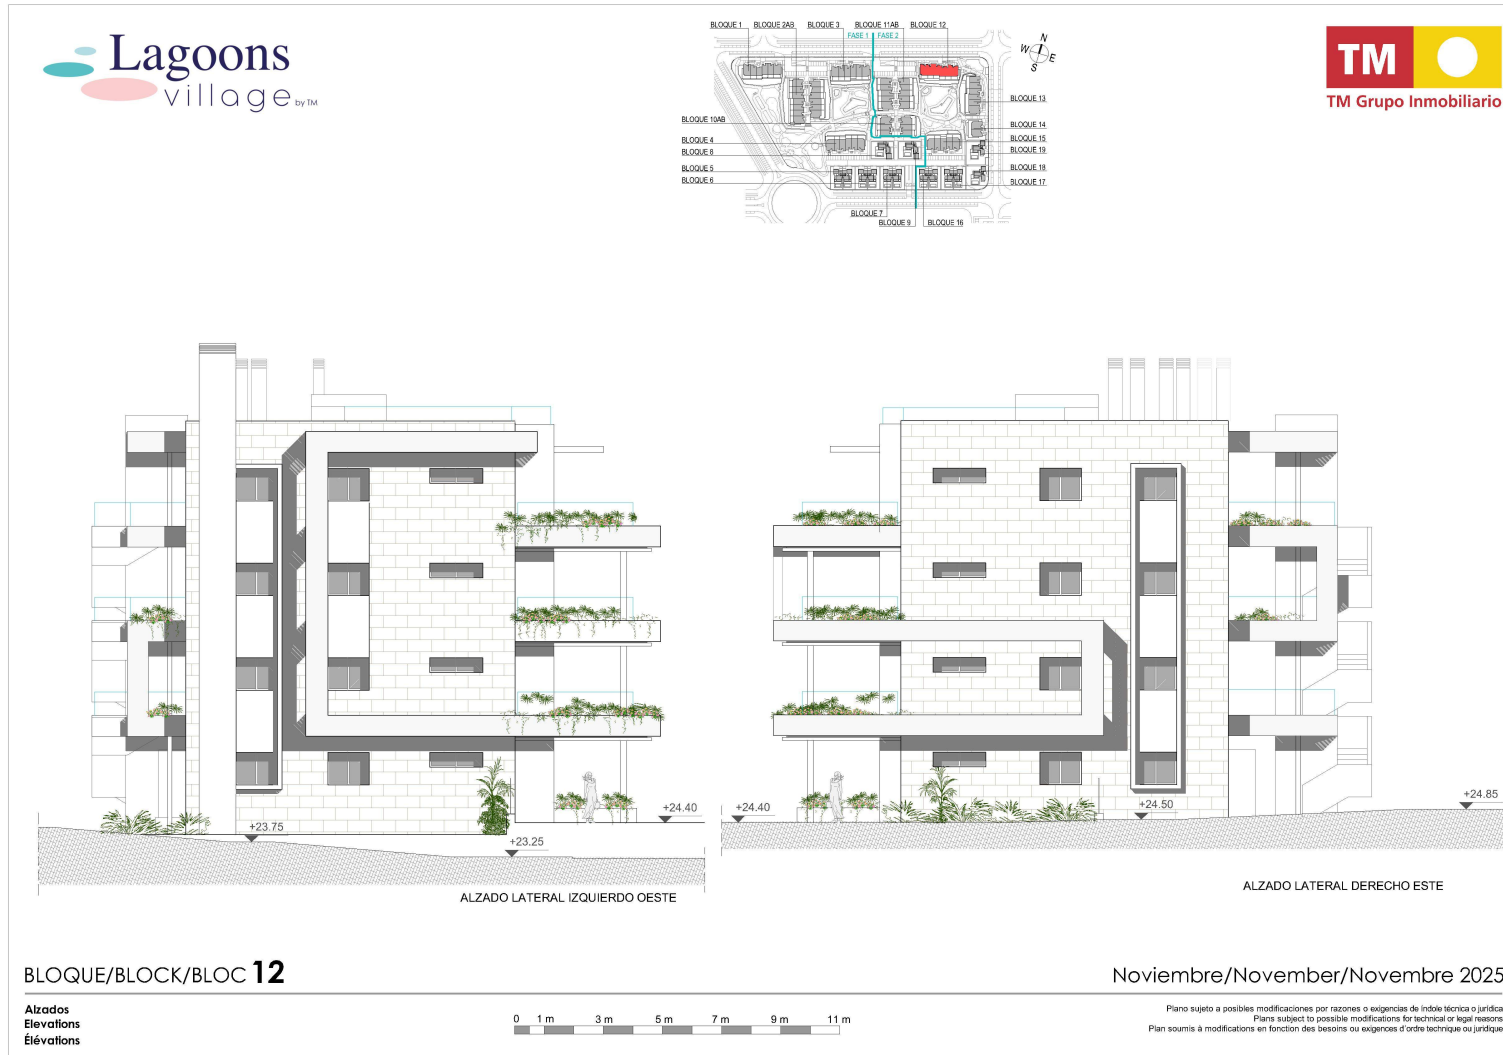 Lagoons
village by TM
BLOQUE 1
BLOQUE 2AB
BLOQUE 3
BLOQUE 11AB
BLOQUE 12
FASE 1
FASE 2
N
W
E
S
BLOQUE 13
BLOQUE 10AB
BLOQUE 14
BLOQUE 4
BLOQUE 15
BLOQUE 8
BLOQUE 19
BLOQUE 5
BLOQUE 18
BLOQUE 6
BLOQUE 17
BLOQUE 7
BLOQUE 9
BLOQUE 16
TM
TM Grupo Inmobiliario
+23.75
+23.25
+24.40
+24.40
+24.50
+24.85
ALZADO LATERAL IZQUIERDO OESTE
ALZADO LATERAL DERECHO ESTE
BLOQUE/BLOCK/BLOC 12
Noviembre/November/Novembre 2025
Alzados
Elevations
Élévations
0 1 m 3 m 5 m 7 m 9 m 11 m
Plano sujeto a posibles modificaciones por razones o exigencias de índole técnica o jurídica
Plans subject to possible modifications for technical or legal reasons
Plan soumis à modifications en fonction des besoins ou exigences d'ordre technique ou juridique